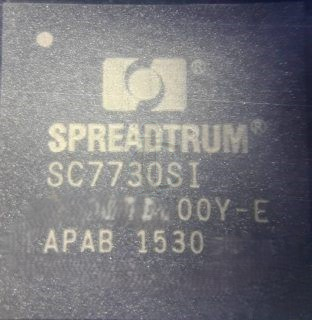 ®
SPREADTRUM®
SC7730SI
00Y-E
APAB 1530